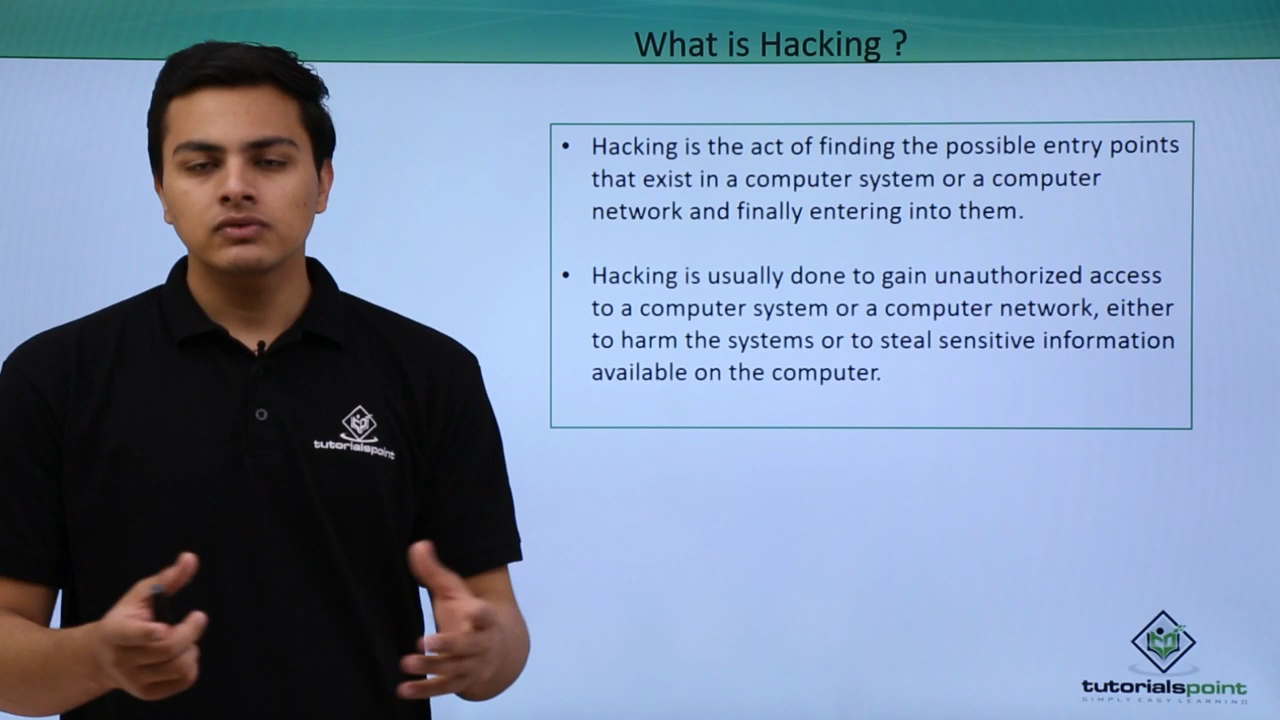 What is Hacking ?
• Hacking is the act of finding the possible entry points
that exist in a computer system or a computer
network and finally entering into them.
• Hacking is usually done to gain unauthorized access
to a computer system or a computer network, either
to harm the systems or to steal sensitive information
available on the computer.
tutorialspoint
tutorialspoint
SIMPLY EASY LEARNING